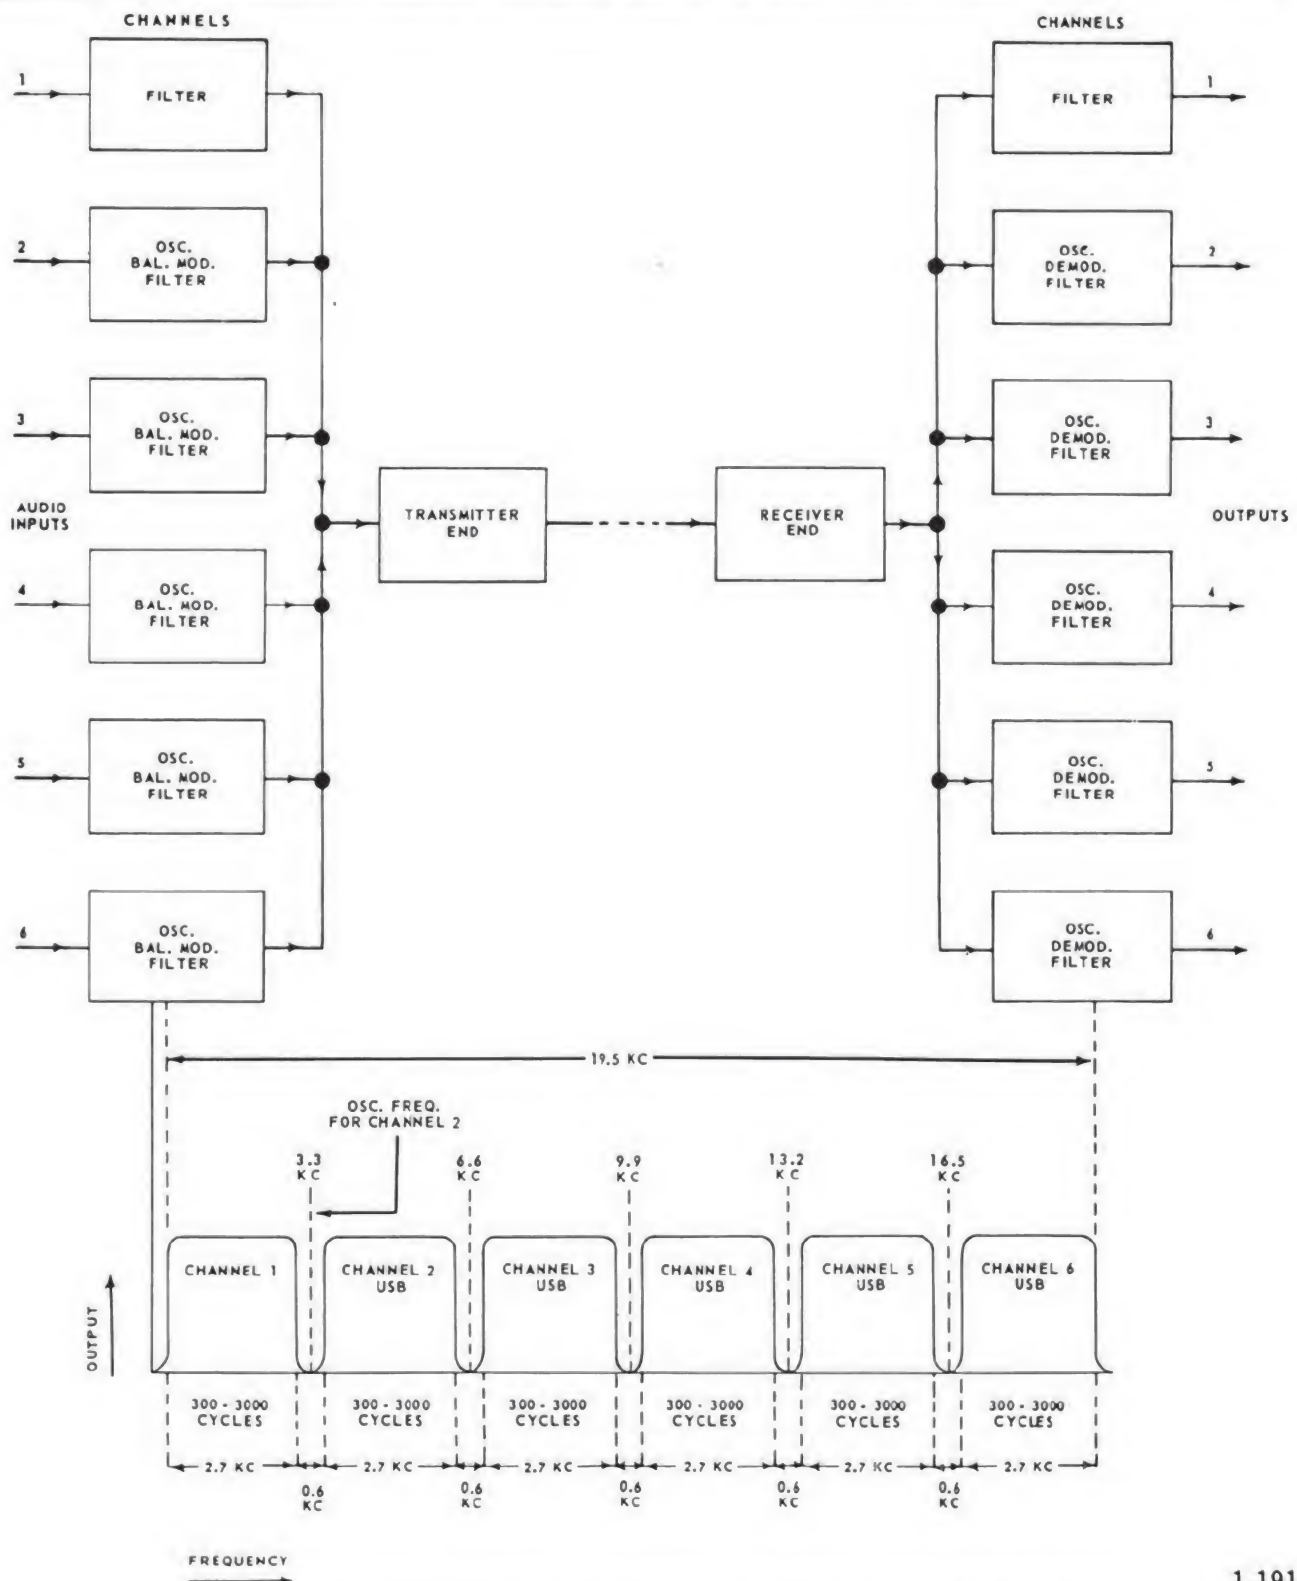 CHANNELS
CHANNELS
1
FILTER
FILTER
1
2
OSC.
BAL. MOD.
FILTER
OSC.
DEMOD.
FILTER
2
3
OSC.
BAL. MOD.
FILTER
OSC.
DEMOD.
FILTER
3
AUDIO
INPUTS
TRANSMITTER
END
RECEIVER
END
OUTPUTS
4
OSC.
BAL. MOD.
FILTER
OSC.
DEMOD.
FILTER
4
5
OSC.
BAL. MOD.
FILTER
OSC.
DEMOD.
FILTER
5
6
OSC.
BAL. MOD.
FILTER
OSC.
DEMOD.
FILTER
6
19.5 KC
OSC. FREQ.
FOR CHANNEL 2
3.3
KC
6.6
KC
9.9
KC
13.2
KC
16.5
KC
OUTPUT
CHANNEL 1
CHANNEL 2
USB
CHANNEL 3
USB
CHANNEL 4
USB
CHANNEL 5
USB
CHANNEL 6
USB
300 - 3000
CYCLES
300 - 3000
CYCLES
300 - 3000
CYCLES
300 - 3000
CYCLES
300 - 3000
CYCLES
300 - 3000
CYCLES
2.7 KC
2.7 KC
2.7 KC
2.7 KC
2.7 KC
2.7 KC
0.6
KC
0.6
KC
0.6
KC
0.6
KC
0.6
KC
FREQUENCY
1.191